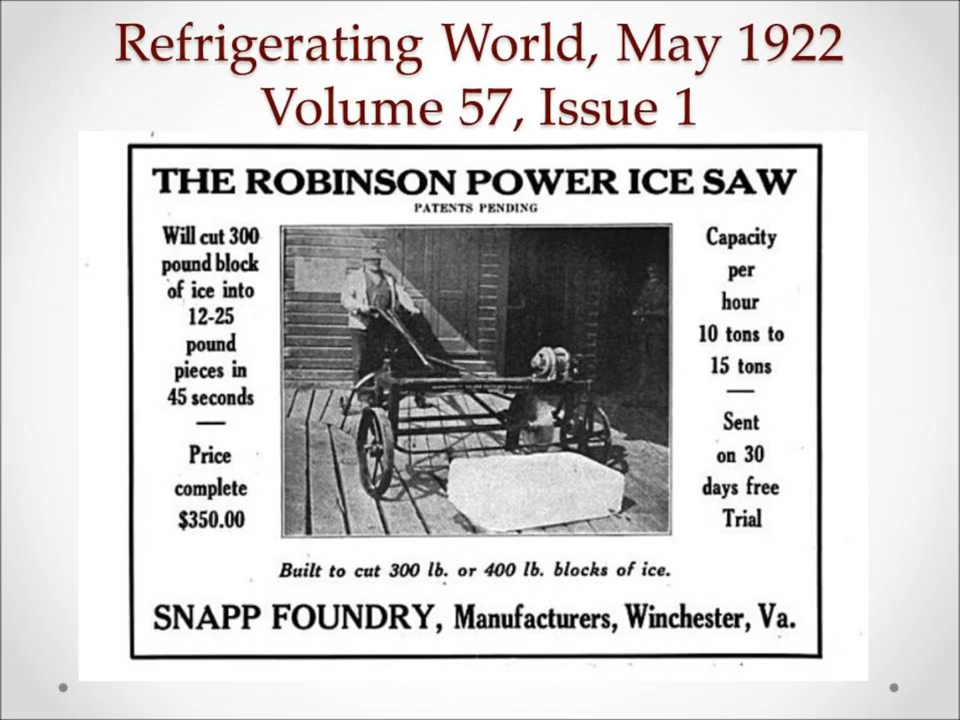 Refrigerating World, May 1922
Volume 57, Issue 1
THE ROBINSON POWER ICE SAW
PATENTS PENDING
Will cut 300
pound block
of ice into
12-25
pound
pieces in
45 seconds
Price
complete
$350.00
Capacity
per
hour
10 tons to
15 tons
Sent
on 30
days free
Trial
Built to cut 300 lb. or 400 lb. blocks of ice.
SNAPP FOUNDRY, Manufacturers, Winchester, Va.